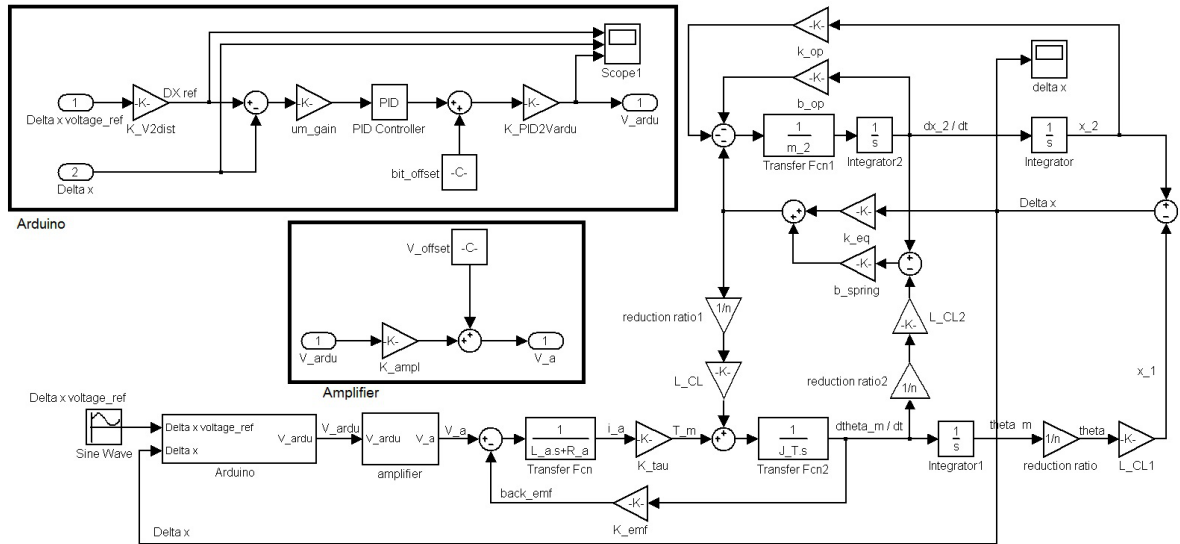 1
Delta x voltage_ref
-K-
K_V2dist
DX ref
-K-
um_gain
PID
PID Controller
-K-
K_PID2Vardu
Scope1
1
V_ardu
2
Delta x
-C-
bit_offset
Arduino
-K-
k_op
-K-
b_op
1
m_2
Transfer Fcn1
1
s
Integrator2
dx_2 / dt
1
s
Integrator
x_2
delta x
Delta x
-K-
k_eq
-K-
b_spring
-K-
L_CL2
1/n
reduction ratio2
1/n
reduction ratio1
-K-
L_CL
x_1
V_offset
-C-
1
V_ardu
-K-
K_ampl
1
V_a
Amplifier
Delta x voltage_ref
Sine Wave
Delta x voltage_ref
Delta x
V_ardu
Arduino
V_ardu
V_ardu
V_a
amplifier
V_a
1
L_a.s+R_a
Transfer Fcn
i_a
-K-
K_tau
T_m
1
J_T.s
Transfer Fcn2
dtheta_m / dt
1
s
Integrator1
theta_m
1/n
reduction ratio
theta
-K-
L_CL1
back_emf
-K-
K_emf
Delta x